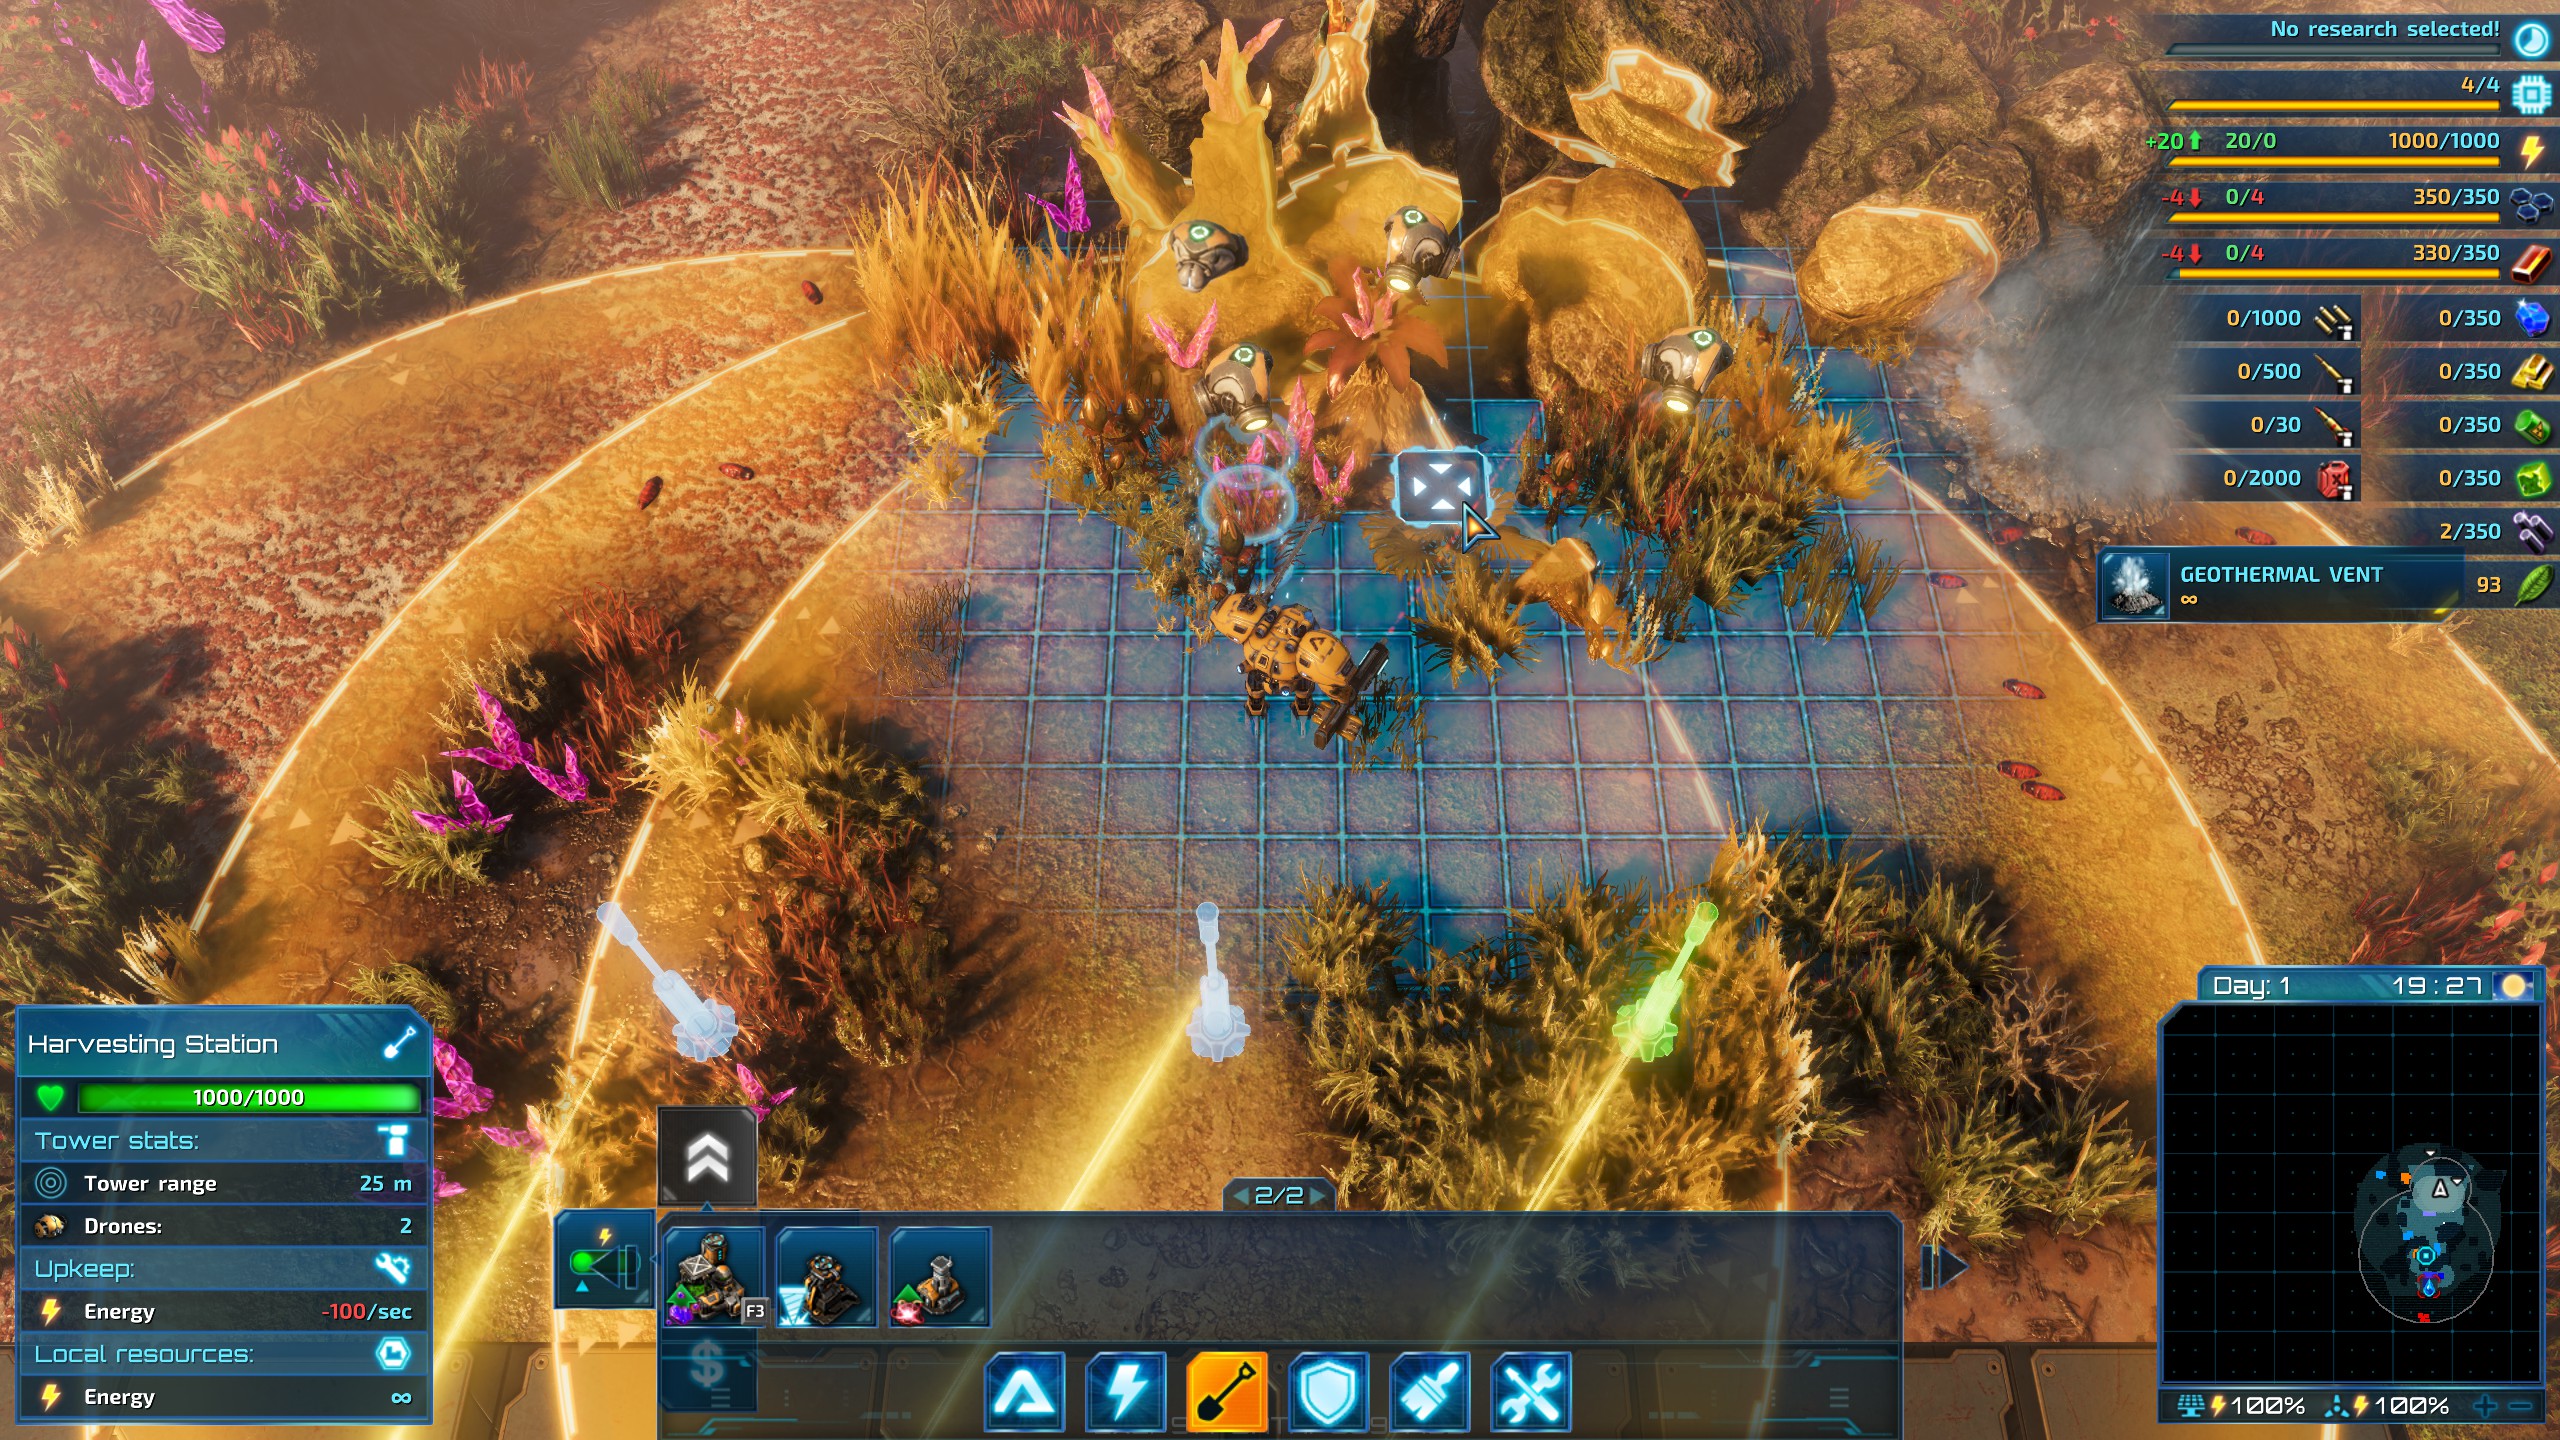 No research selected!
4/4
+20 20/0 1000/1000
-4 0/4 350/350
-4 0/4 330/350
0/1000 0/350
0/500 0/350
0/30 0/350
0/2000 0/350
2/350
GEOTHERMAL VENT
∞
93
Day: 1 19:27
100% 100%
Harvesting Station
1000/1000
Tower stats:
Tower range 25 m
Drones: 2
Upkeep:
Energy -100/sec
Local resources:
Energy ∞
2/2
F3
$